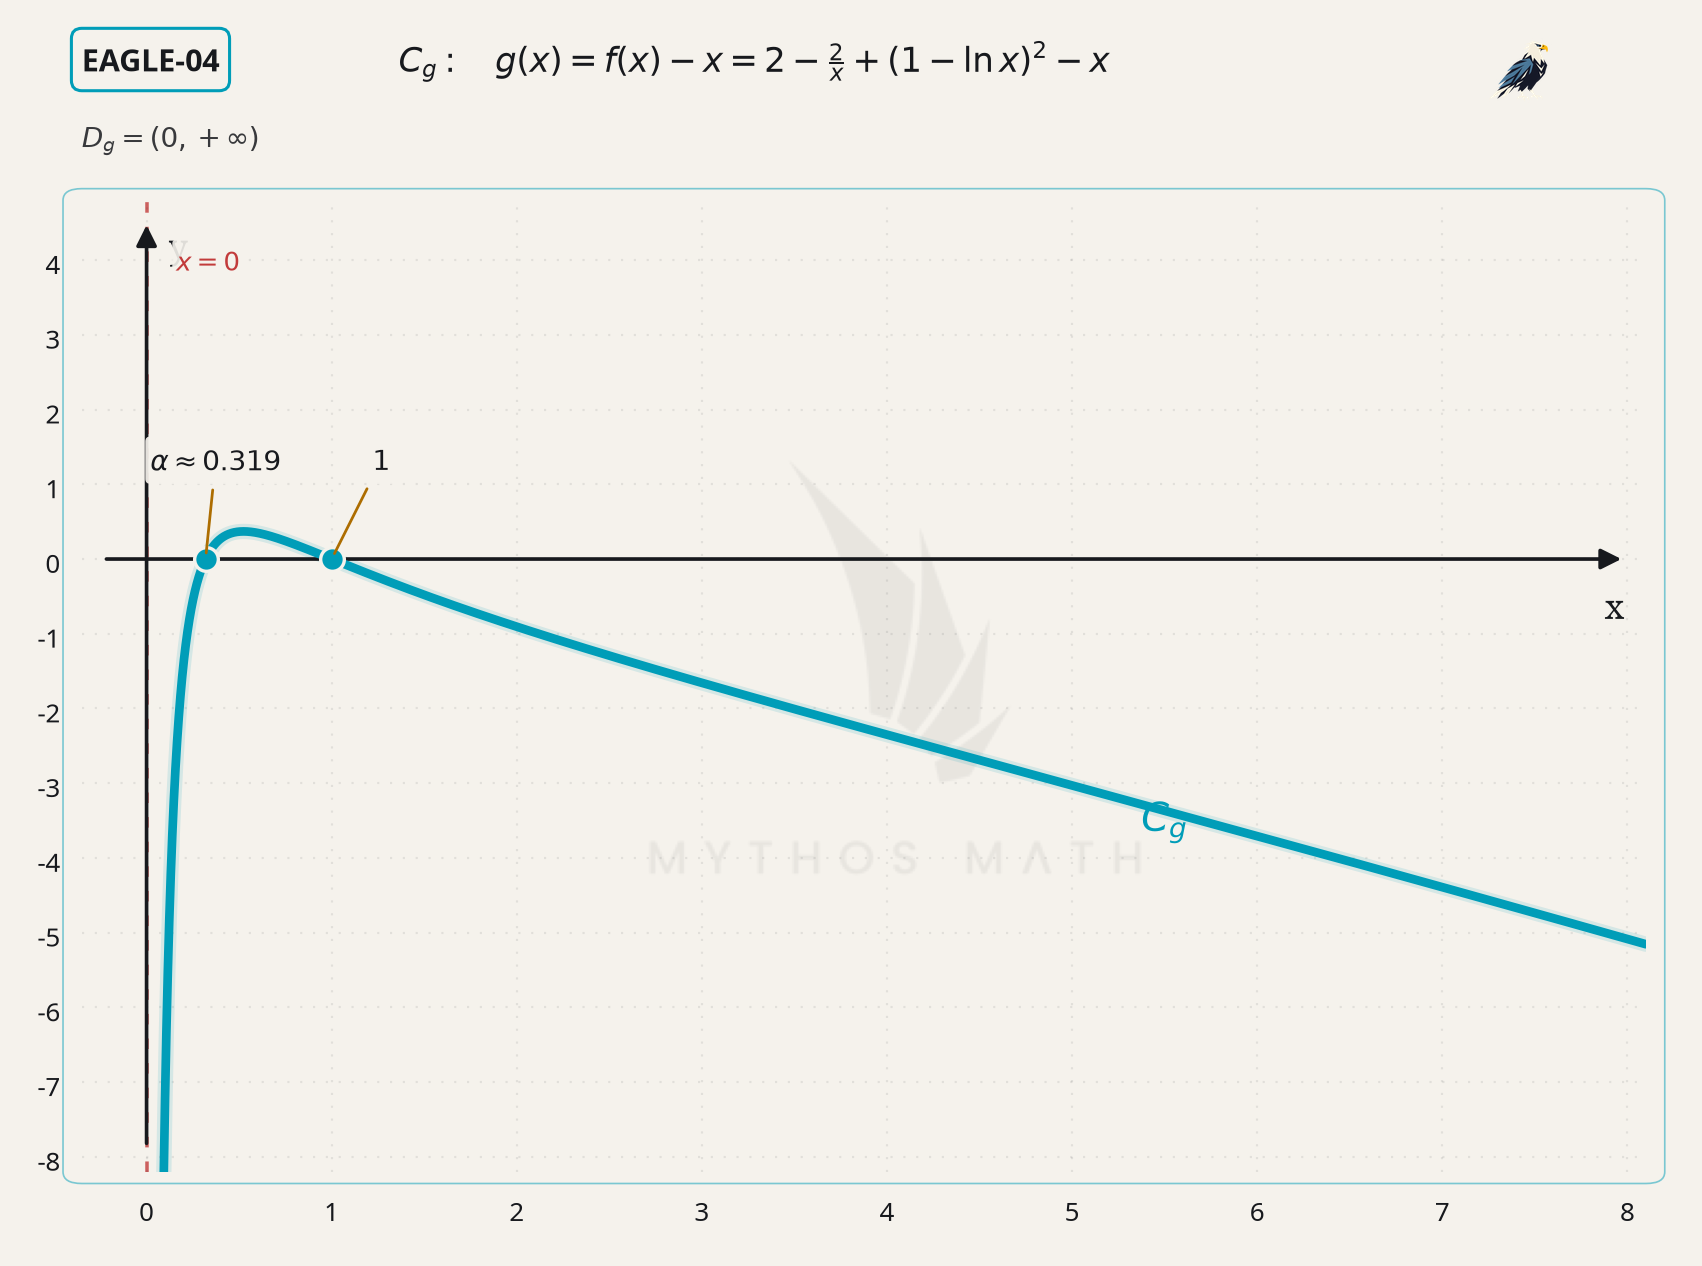 EAGLE-04
C_g : g(x) = f(x) − x = 2 − 2/x + (1 − ln x)² − x
D_g = (0, + ∞)
y
x = 0
4
3
2
α ≈ 0.319
1
1
0
x
-1
-2
-3
C_g
MYTHOS MΛTH
-4
-5
-6
-7
-8
0 1 2 3 4 5 6 7 8